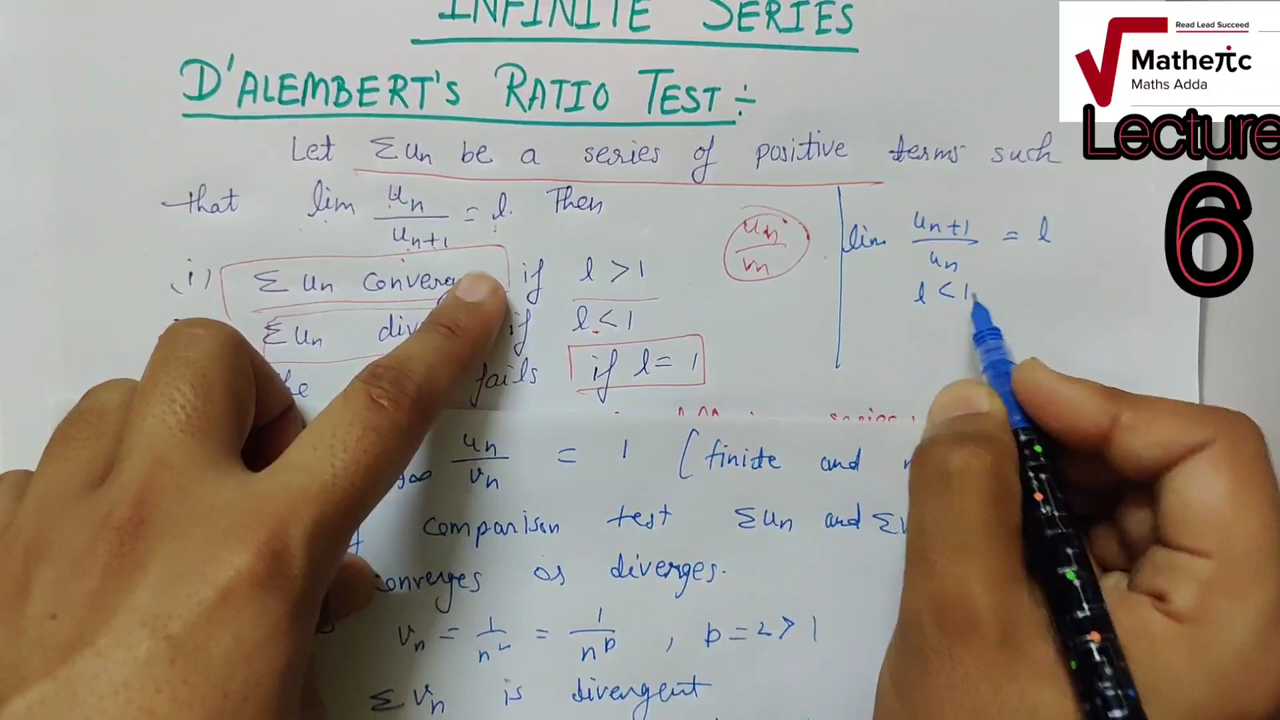 INFINITE SERIES
D'ALEMBERT'S RATIO TEST:-
Let Σun be a series of positive terms such
that lim un/un+1 = l. Then
(i) Σun if l > 1
Σun if l < 1
fails if l = 1
un/vn
lim un+1/un = l
l < 1
un/vn = 1 (finite and
comparison test Σun and
converges or diverges.
vn = 1/n² = 1/n^p , p = 2 > 1
Σvn is divergent
Read Lead Succeed
Matheπc
Maths Adda
Lecture
6